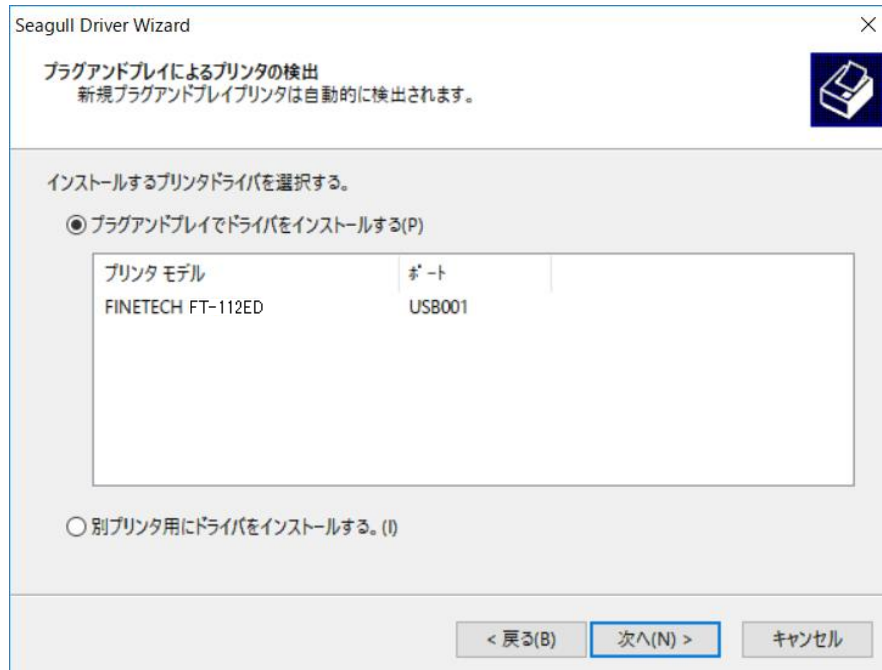 Seagull Driver Wizard
プラグアンドプレイによるプリンタの検出
新規プラグアンドプレイプリンタは自動的に検出されます。
インストールするプリンタドライバを選択する。
プラグアンドプレイでドライバをインストールする(P)
プリンタ モデル ポート
FINETECH FT-112ED USB001
別プリンタ用にドライバをインストールする。(I)
< 戻る(B) 次へ(N) > キャンセル